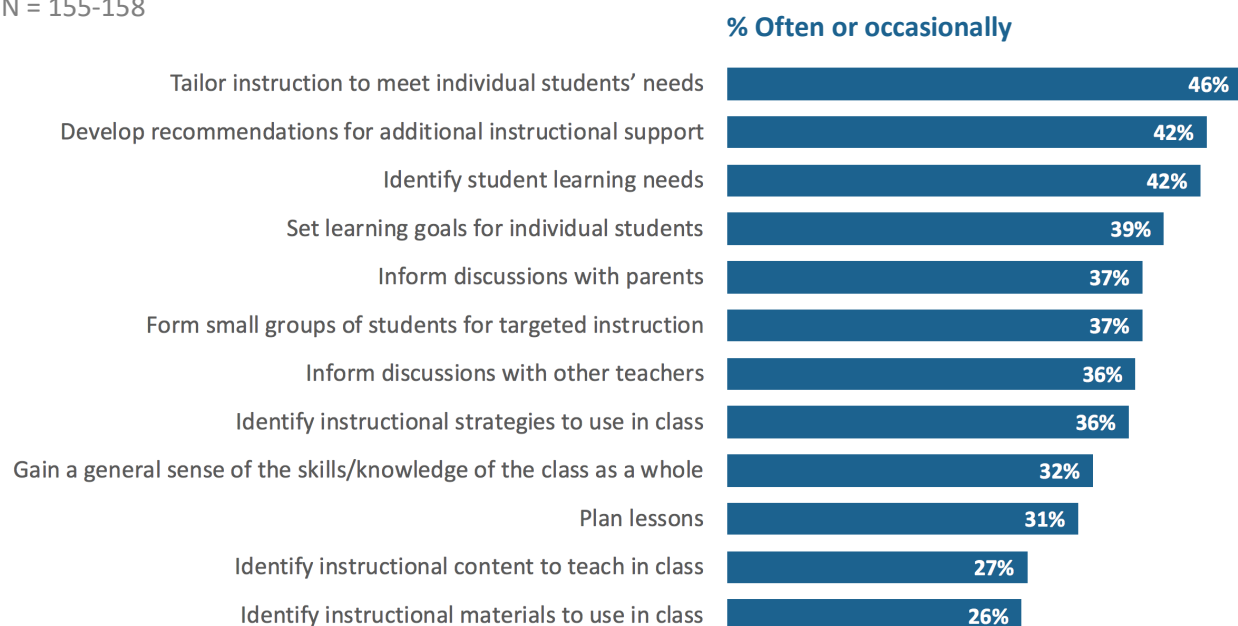 N = 155-158
% Often or occasionally
Tailor instruction to meet individual students’ needs 46%
Develop recommendations for additional instructional support 42%
Identify student learning needs 42%
Set learning goals for individual students 39%
Inform discussions with parents 37%
Form small groups of students for targeted instruction 37%
Inform discussions with other teachers 36%
Identify instructional strategies to use in class 36%
Gain a general sense of the skills/knowledge of the class as a whole 32%
Plan lessons 31%
Identify instructional content to teach in class 27%
Identify instructional materials to use in class 26%